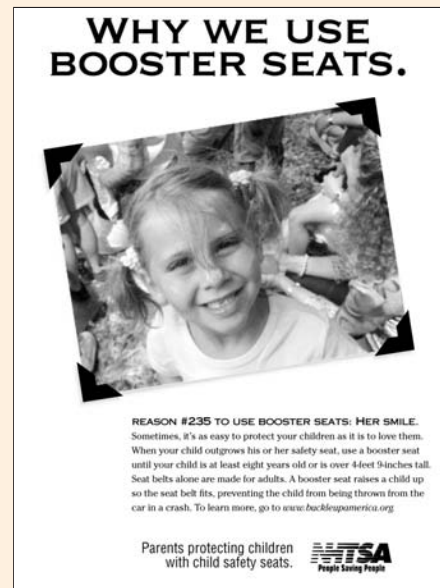 WHY WE USE
BOOSTER SEATS.
REASON #235 TO USE BOOSTER SEATS: HER SMILE.
Sometimes, it's as easy to protect your children as it is to love them.
When your child outgrows his or her safety seat, use a booster seat
until your child is at least eight years old or is over 4-feet 9-inches tall.
Seat belts alone are made for adults. A booster seat raises a child up
so the seat belt fits, preventing the child from being thrown from the
car in a crash. To learn more, go to www.buckleupamerica.org
Parents protecting children
with child safety seats.
NHTSA
People Saving People